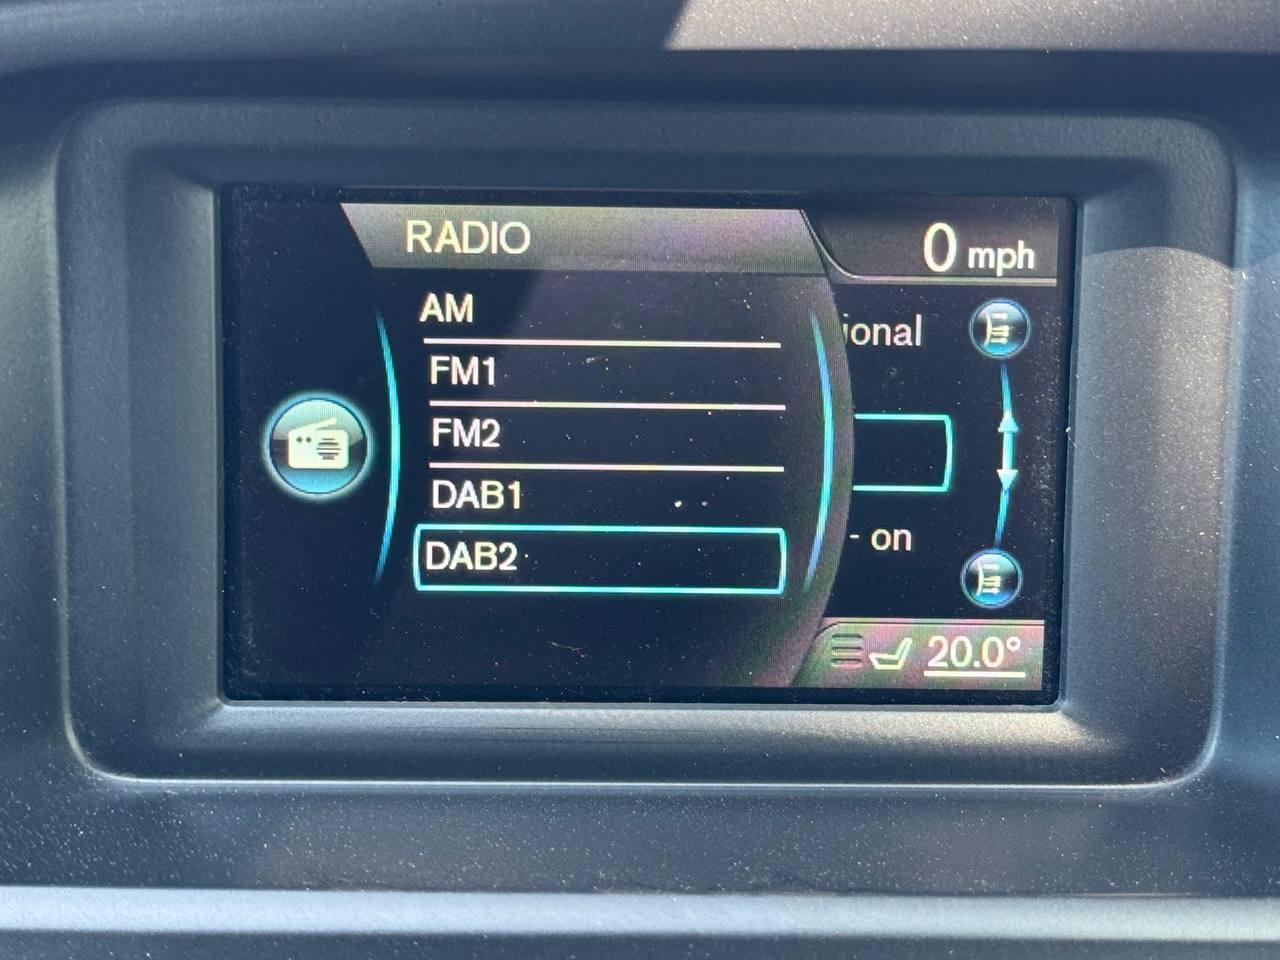 RADIO
0 mph
AM
FM1
FM2
DAB1
DAB2
ional
- on
20.0°